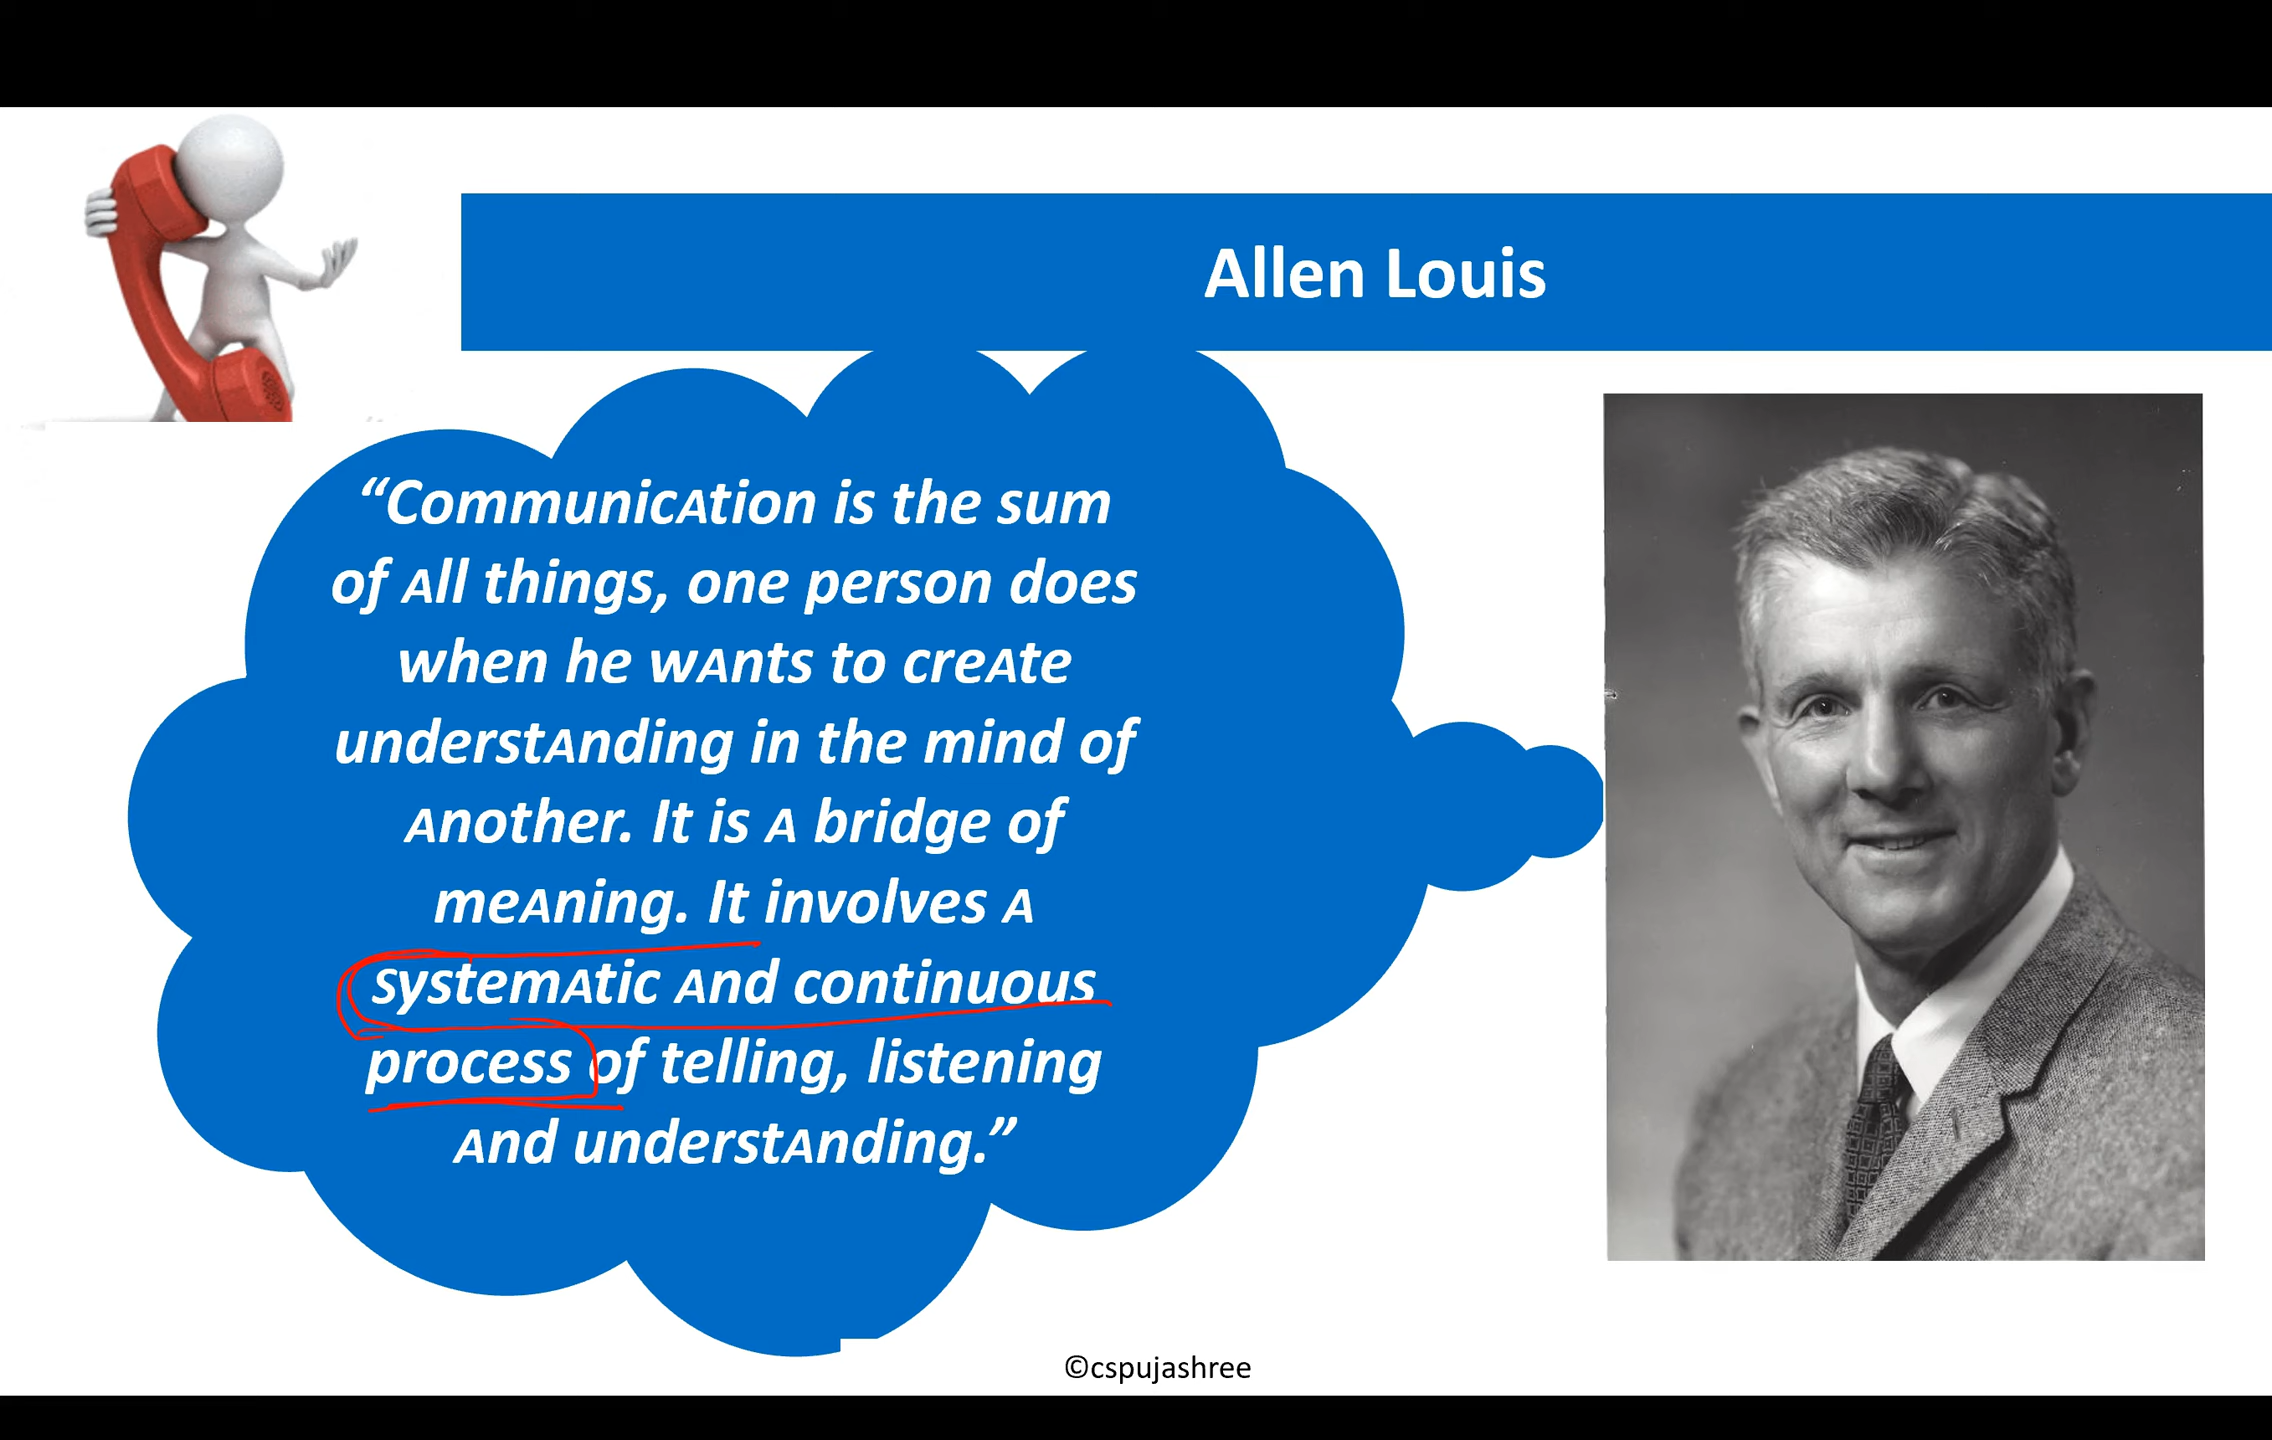 Allen Louis
“CommunicAtion is the sum
of All things, one person does
when he wAnts to creAte
understAnding in the mind of
Another. It is A bridge of
meAning. It involves A
systemAtic And continuous
process of telling, listening
And understAnding.”
©cspujashree